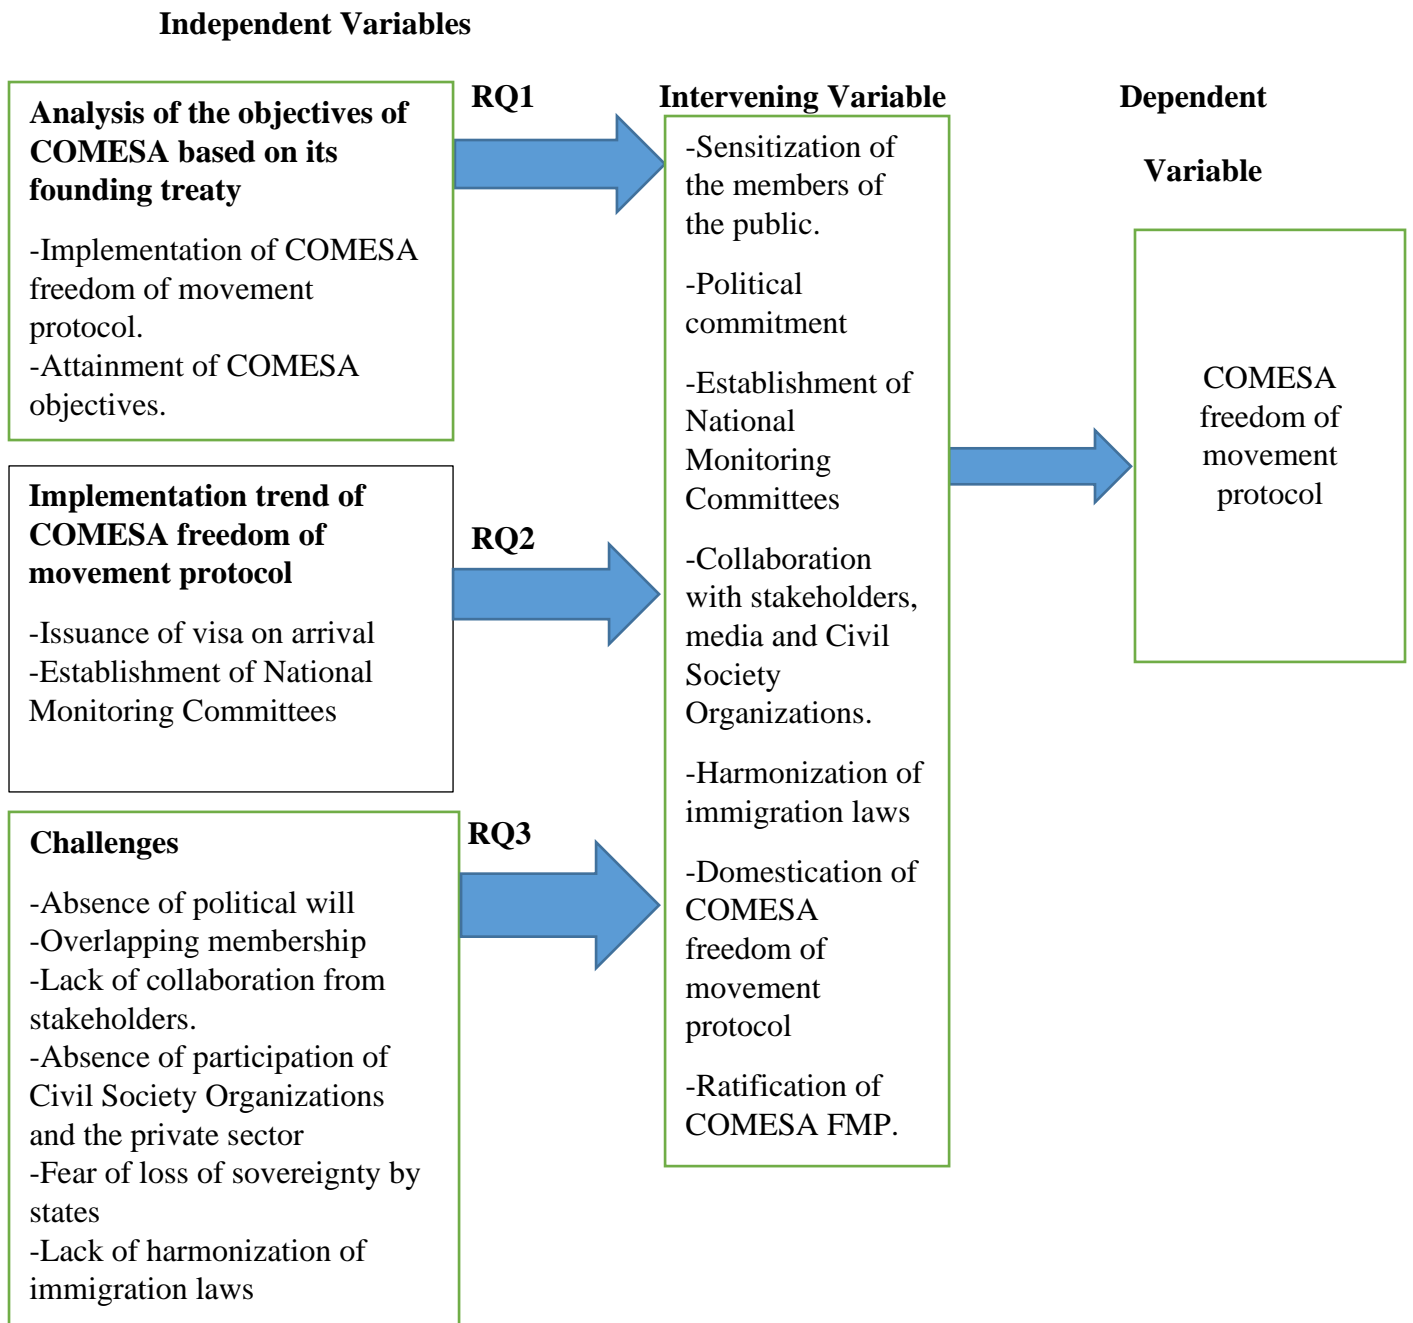 Independent Variables
Analysis of the objectives of
COMESA based on its
founding treaty
-Implementation of COMESA
freedom of movement
protocol.
-Attainment of COMESA
objectives.
RQ1
Implementation trend of
COMESA freedom of
movement protocol
-Issuance of visa on arrival
-Establishment of National
Monitoring Committees
RQ2
Challenges
-Absence of political will
-Overlapping membership
-Lack of collaboration from
stakeholders.
-Absence of participation of
Civil Society Organizations
and the private sector
-Fear of loss of sovereignty by
states
-Lack of harmonization of
immigration laws
RQ3
Intervening Variable
-Sensitization of
the members of
the public.
-Political
commitment
-Establishment of
National
Monitoring
Committees
-Collaboration
with stakeholders,
media and Civil
Society
Organizations.
-Harmonization of
immigration laws
-Domestication of
COMESA
freedom of
movement
protocol
-Ratification of
COMESA FMP.
Dependent
Variable
COMESA
freedom of
movement
protocol